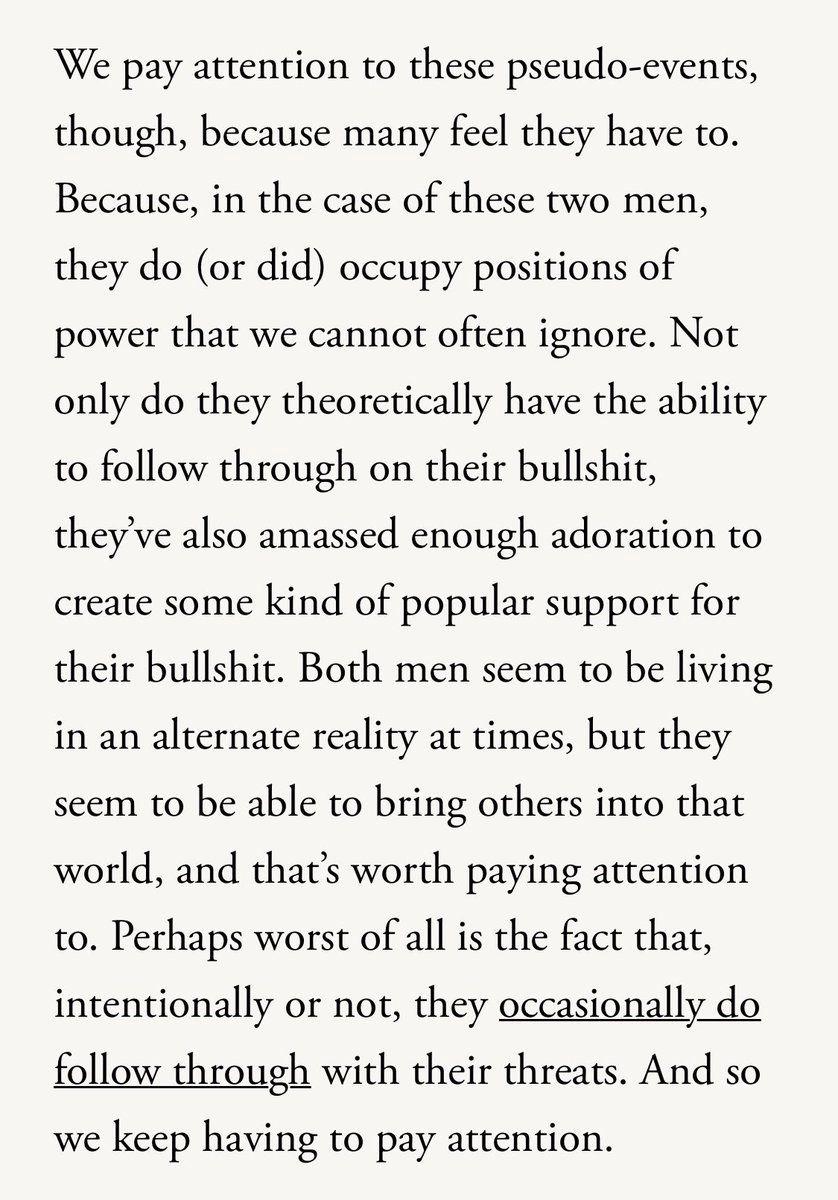 We pay attention to these pseudo-events,
though, because many feel they have to.
Because, in the case of these two men,
they do (or did) occupy positions of
power that we cannot often ignore. Not
only do they theoretically have the ability
to follow through on their bullshit,
they’ve also amassed enough adoration to
create some kind of popular support for
their bullshit. Both men seem to be living
in an alternate reality at times, but they
seem to be able to bring others into that
world, and that’s worth paying attention
to. Perhaps worst of all is the fact that,
intentionally or not, they occasionally do
follow through with their threats. And so
we keep having to pay attention.